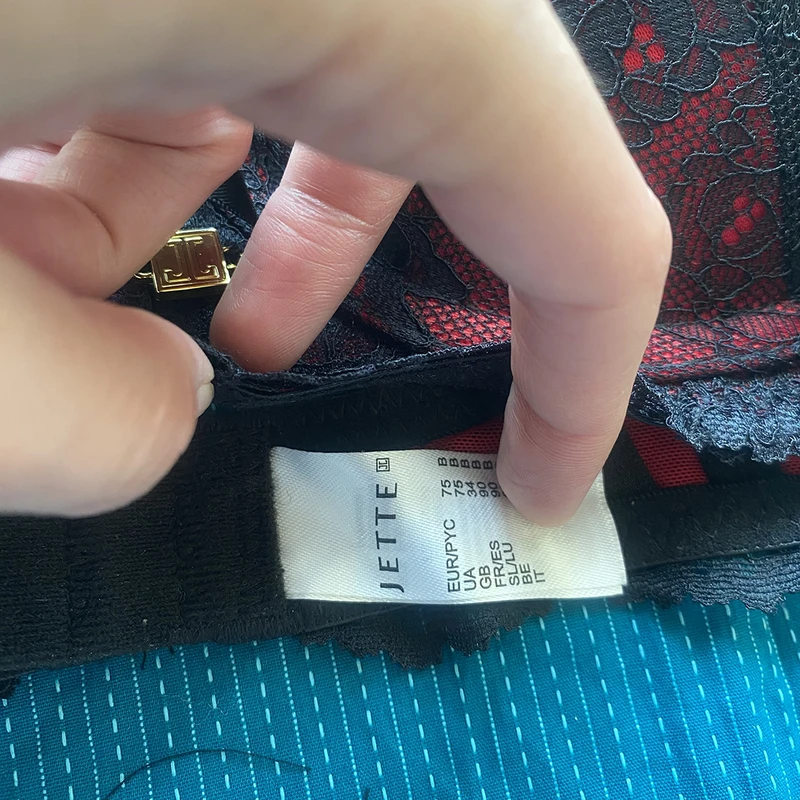 JETTE
EUR/PYC 75 B
UA 75 B
GB 34 B
FR/ES 90 B
SL/LU 90 B
BE
IT